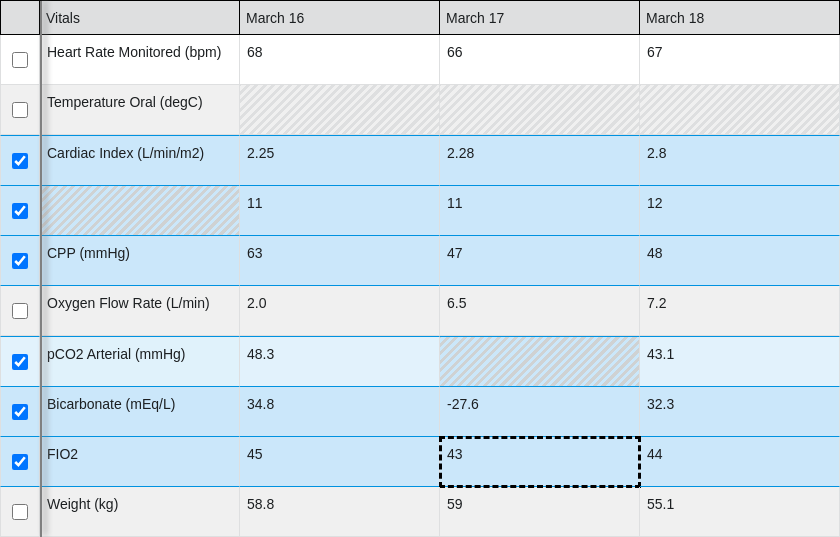 Vitals March 16 March 17 March 18
Heart Rate Monitored (bpm) 68 66 67
Temperature Oral (degC)
Cardiac Index (L/min/m2) 2.25 2.28 2.8
11 11 12
CPP (mmHg) 63 47 48
Oxygen Flow Rate (L/min) 2.0 6.5 7.2
pCO2 Arterial (mmHg) 48.3 43.1
Bicarbonate (mEq/L) 34.8 -27.6 32.3
FIO2 45 43 44
Weight (kg) 58.8 59 55.1